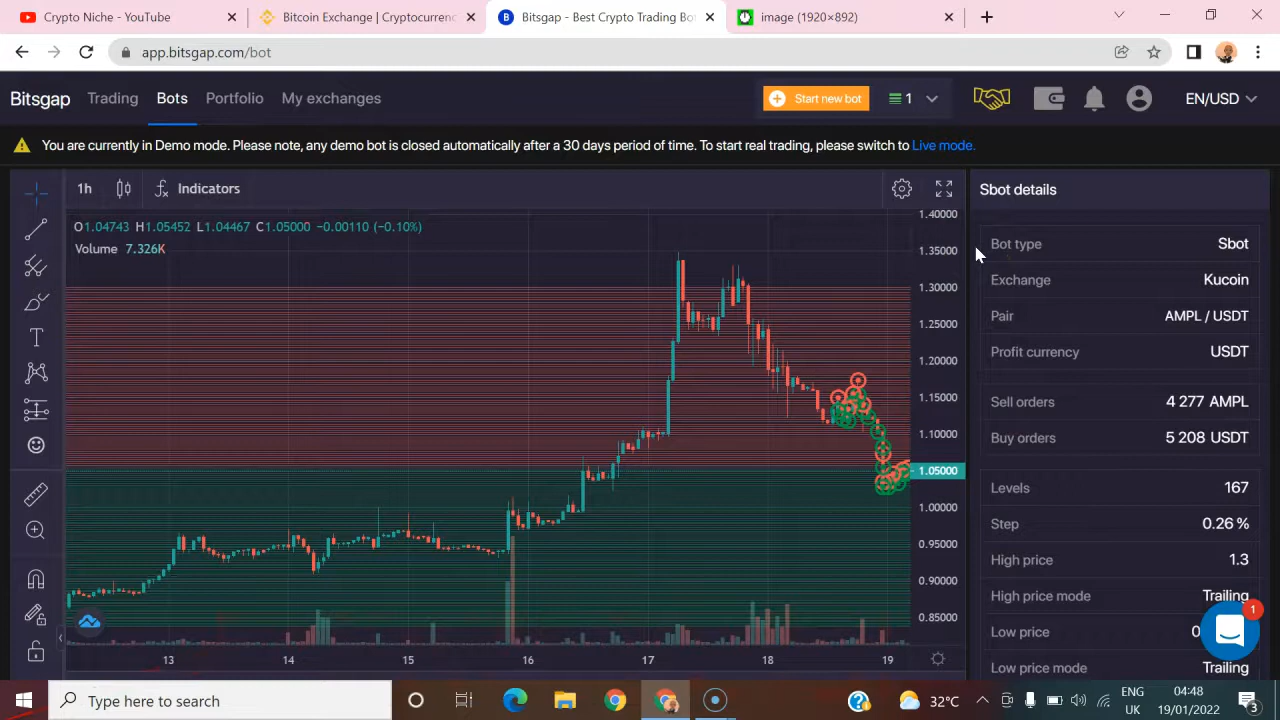 Crypto Niche - YouTube
Bitcoin Exchange | Cryptocurrenc
Bitsgap - Best Crypto Trading Bo
image (1920×892)
app.bitsgap.com/bot
Bitsgap Trading Bots Portfolio My exchanges Start new bot 1 EN/USD
You are currently in Demo mode. Please note, any demo bot is closed automatically after a 30 days period of time. To start real trading, please switch to Live mode.
1h Indicators
Sbot details
O1.04743 H1.05452 L1.04467 C1.05000 −0.00110 (−0.10%)
Volume 7.326K
1.40000
1.35000
1.30000
1.25000
1.20000
1.15000
1.10000
1.05000
1.00000
0.95000
0.90000
0.85000
13 14 15 16 17 18 19
Bot type Sbot
Exchange Kucoin
Pair AMPL / USDT
Profit currency USDT
Sell orders 4 277 AMPL
Buy orders 5 208 USDT
Levels 167
Step 0.26 %
High price 1.3
High price mode Trailing
Low price 0
Low price mode Trailing
1
Type here to search
32°C
ENG
UK
04:48
19/01/2022
3